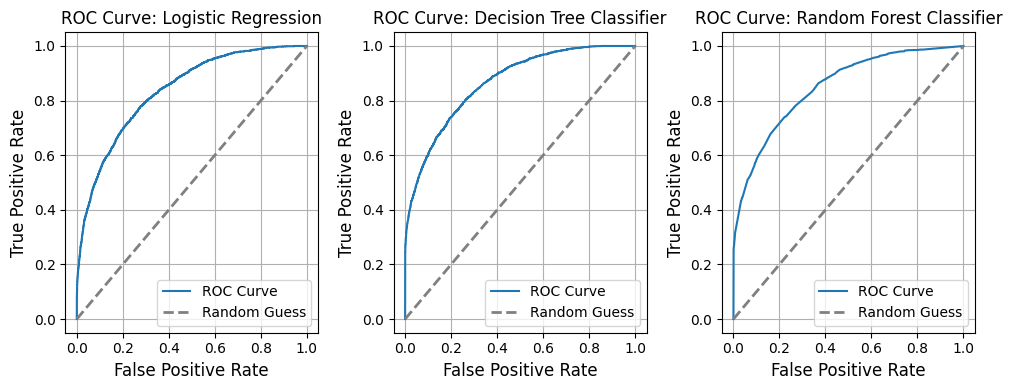 ROC Curve: Logistic Regression
True Positive Rate
1.0
0.8
0.6
0.4
0.2
0.0
ROC Curve
Random Guess
0.0 0.2 0.4 0.6 0.8 1.0
False Positive Rate
ROC Curve: Decision Tree Classifier
True Positive Rate
1.0
0.8
0.6
0.4
0.2
0.0
ROC Curve
Random Guess
0.0 0.2 0.4 0.6 0.8 1.0
False Positive Rate
ROC Curve: Random Forest Classifier
True Positive Rate
1.0
0.8
0.6
0.4
0.2
0.0
ROC Curve
Random Guess
0.0 0.2 0.4 0.6 0.8 1.0
False Positive Rate